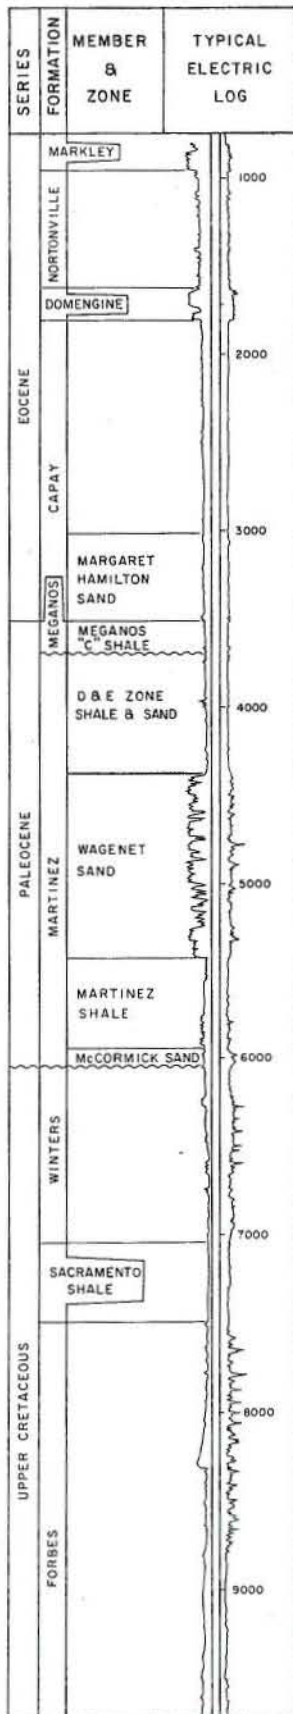 SERIES
FORMATION
MEMBER
&
ZONE
TYPICAL
ELECTRIC
LOG
EOCENE
PALEOCENE
UPPER CRETACEOUS
MARKLEY
NORTONVILLE
DOMENGINE
CAPAY
MARGARET
HAMILTON
SAND
MEGANOS
MEGANOS
"C" SHALE
D & E ZONE
SHALE & SAND
MARTINEZ
WAGENET
SAND
MARTINEZ
SHALE
McCORMICK SAND
WINTERS
SACRAMENTO
SHALE
FORBES
1000
2000
3000
4000
5000
6000
7000
8000
9000